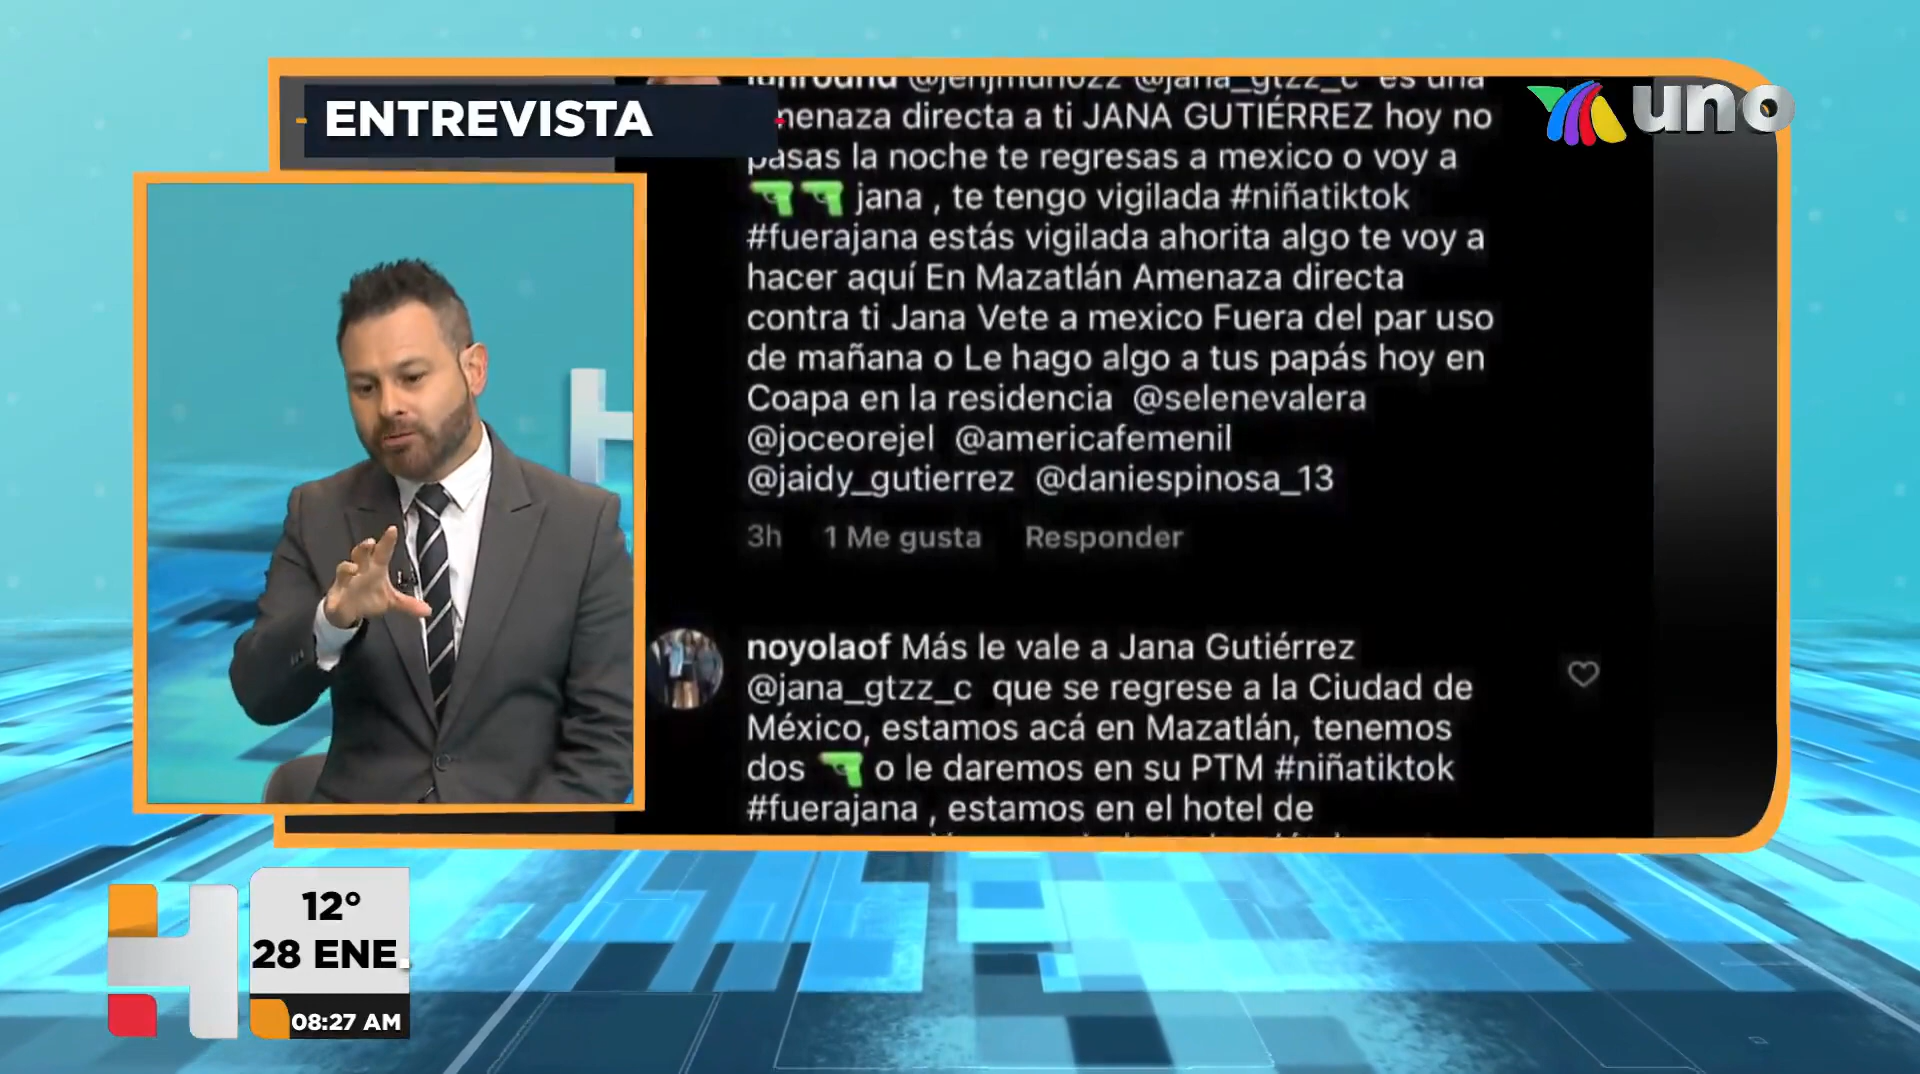 ENTREVISTA
uno
@jenjmunozz @jana_gtzz_c es una
menaza directa a ti JANA GUTIÉRREZ hoy no
pasas la noche te regresas a mexico o voy a
jana , te tengo vigilada #niñatiktok
#fuerajana estás vigilada ahorita algo te voy a
hacer aquí En Mazatlán Amenaza directa
contra ti Jana Vete a mexico Fuera del par uso
de mañana o Le hago algo a tus papás hoy en
Coapa en la residencia @selenevalera
@joceorejel @americafemenil
@jaidy_gutierrez @daniespinosa_13
3h 1 Me gusta Responder
noyolaof Más le vale a Jana Gutiérrez
@jana_gtzz_c que se regrese a la Ciudad de
México, estamos acá en Mazatlán, tenemos
dos o le daremos en su PTM #niñatiktok
#fuerajana , estamos en el hotel de
H
12°
28 ENE.
08:27 AM